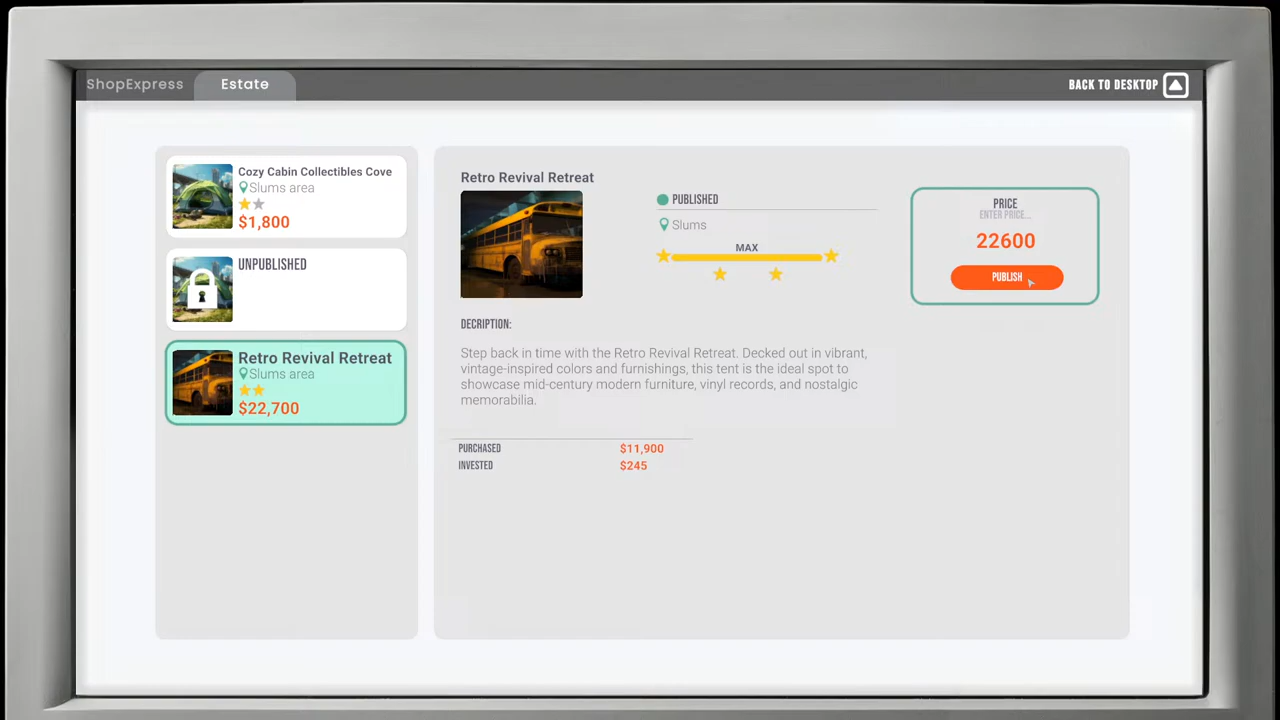 ShopExpress
Estate
BACK TO DESKTOP
Cozy Cabin Collectibles Cove
Slums area
$1,800
UNPUBLISHED
Retro Revival Retreat
Slums area
$22,700
Retro Revival Retreat
PUBLISHED
Slums
MAX
PRICE
ENTER PRICE...
22600
PUBLISH
DECRIPTION:
Step back in time with the Retro Revival Retreat. Decked out in vibrant,
vintage-inspired colors and furnishings, this tent is the ideal spot to
showcase mid-century modern furniture, vinyl records, and nostalgic
memorabilia.
PURCHASED $11,900
INVESTED $245